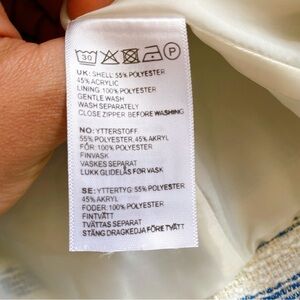 30 P
UK: SHELL 55% POLYESTER
45% ACRYLIC
LINING 100% POLYESTER
GENTLE WASH
WASH SEPARATELY
CLOSE ZIPPER BEFORE WASHING
NO: YTTERSTOFF:
55% POLYESTER. 45% AKRYL
FÔR: 100% POLYESTER
FINVASK
VASKES SEPARAT
LUKK GLIDELÅS FØR VASK
SE: YTTERTYG: 55% POLYESTER
45% AKRYL
FODER: 100% POLYESTER
FINTVÄTT
TVÄTTAS SEPARAT
STÄNG DRAGKEDJA FÖRE TVÄTT